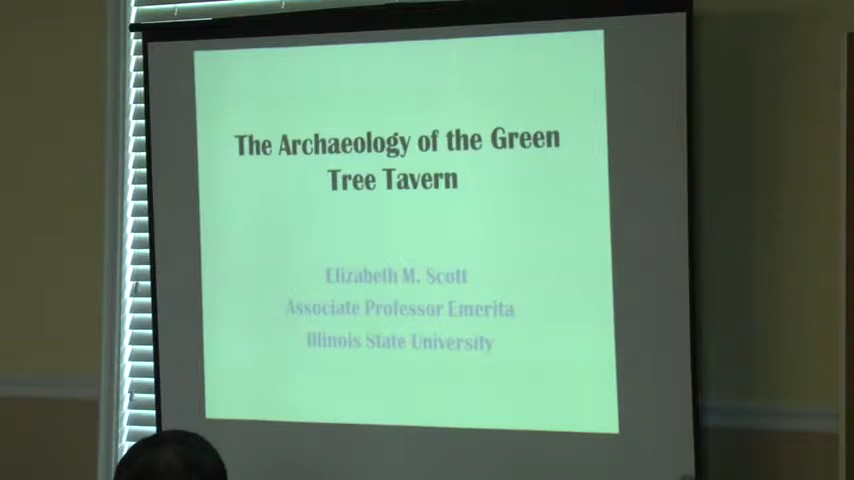 The Archaeology of the Green
Tree Tavern
Elizabeth M. Scott
Associate Professor Emerita
Illinois State University